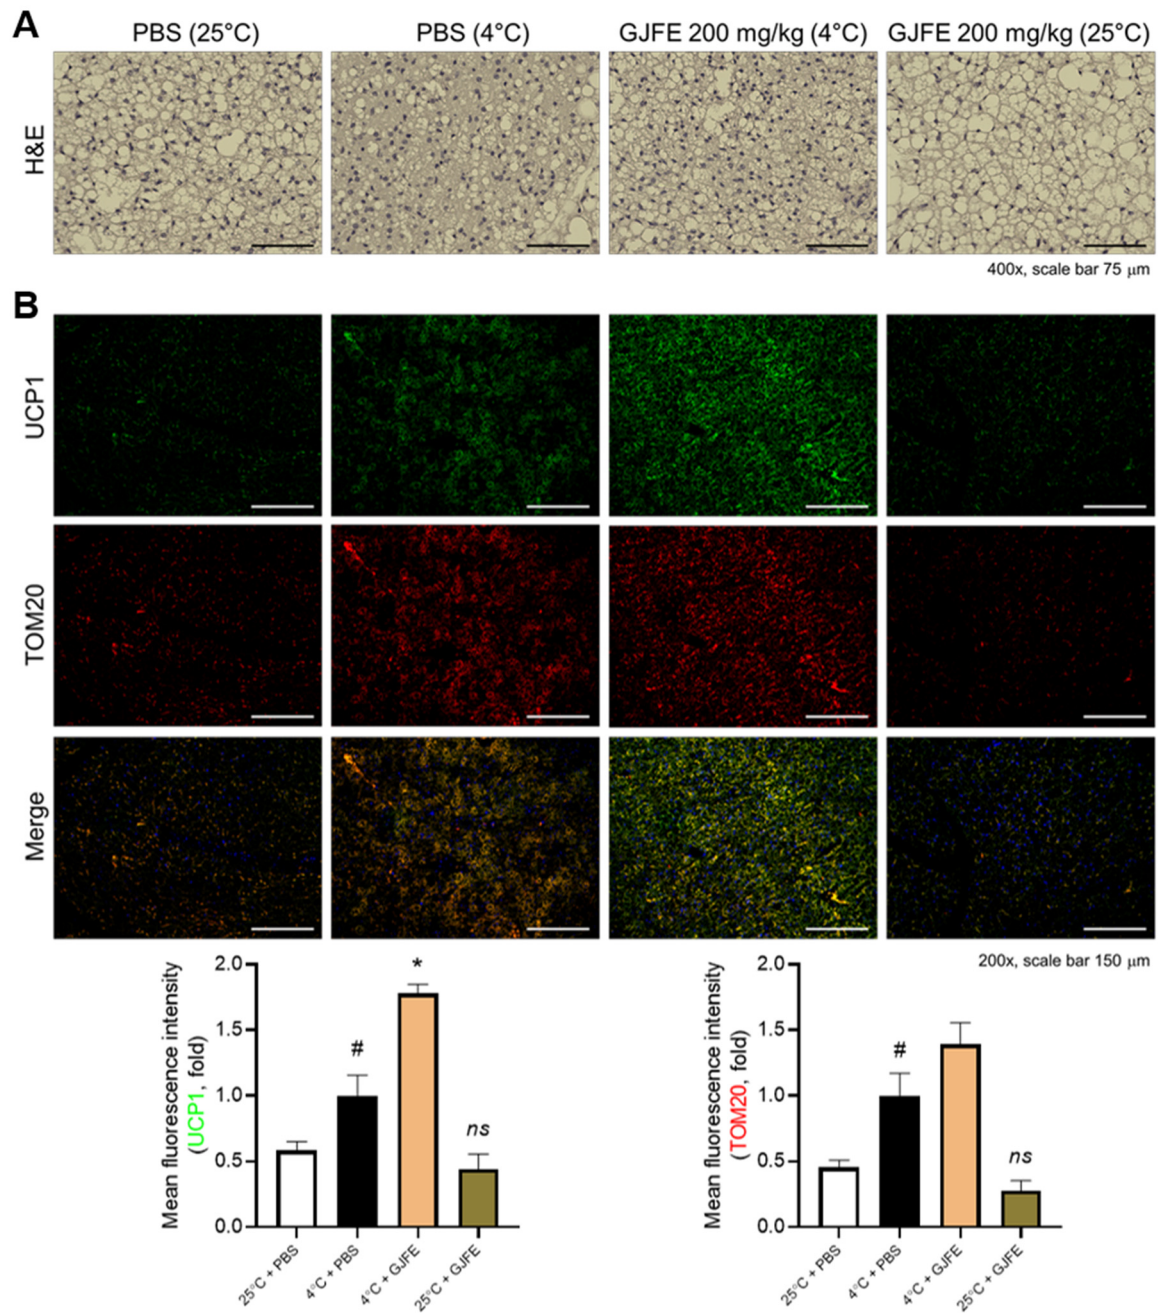 A
PBS (25°C)
PBS (4°C)
GJFE 200 mg/kg (4°C)
GJFE 200 mg/kg (25°C)
H&E
400x, scale bar 75 μm
B
UCP1
TOM20
Merge
200x, scale bar 150 μm
Mean fluorescence intensity
(UCP1, fold)
2.0
1.5
1.0
0.5
0.0
#
*
ns
25°C + PBS
4°C + PBS
4°C + GJFE
25°C + GJFE
Mean fluorescence intensity
(TOM20, fold)
2.0
1.5
1.0
0.5
0.0
#
ns
25°C + PBS
4°C + PBS
4°C + GJFE
25°C + GJFE